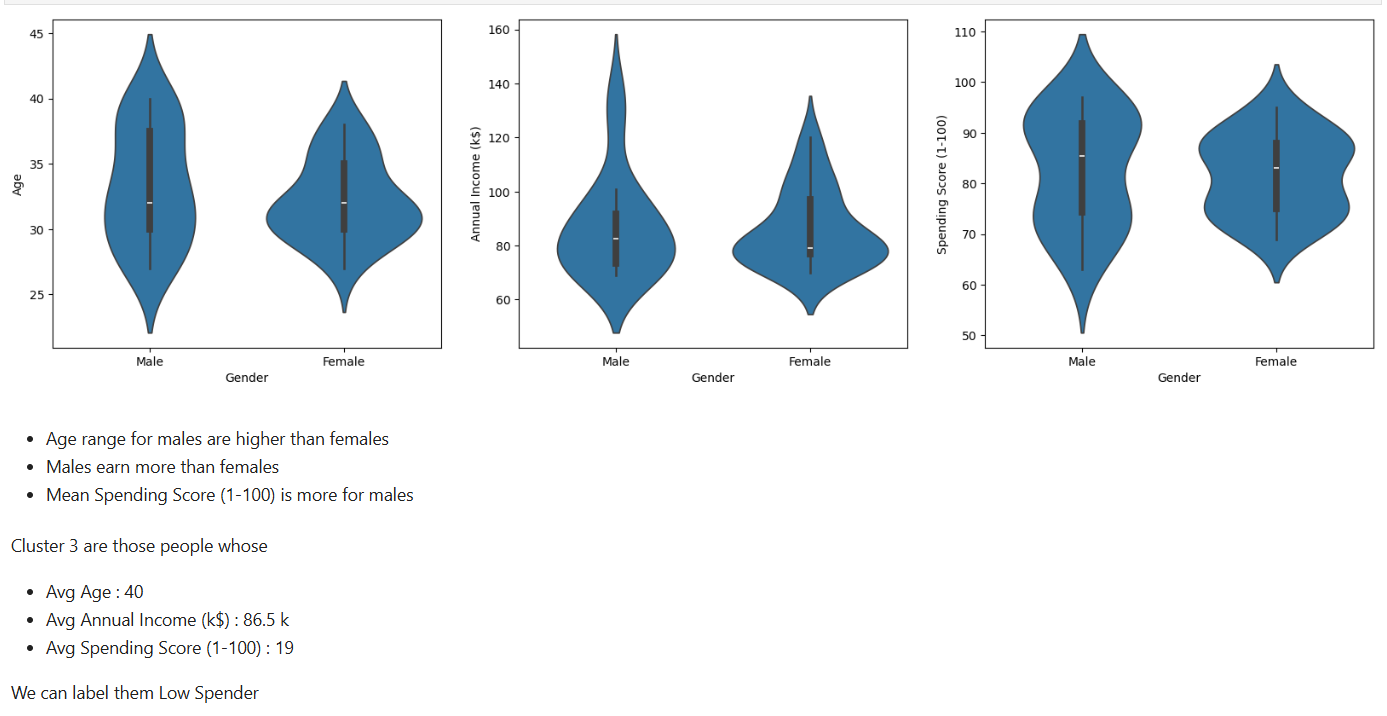 45
40
35
30
25
Age
Male
Female
Gender
160
140
120
100
80
60
Annual Income (k$)
Male
Female
Gender
110
100
90
80
70
60
50
Spending Score (1-100)
Male
Female
Gender
• Age range for males are higher than females
• Males earn more than females
• Mean Spending Score (1-100) is more for males
Cluster 3 are those people whose
• Avg Age : 40
• Avg Annual Income (k$) : 86.5 k
• Avg Spending Score (1-100) : 19
We can label them Low Spender